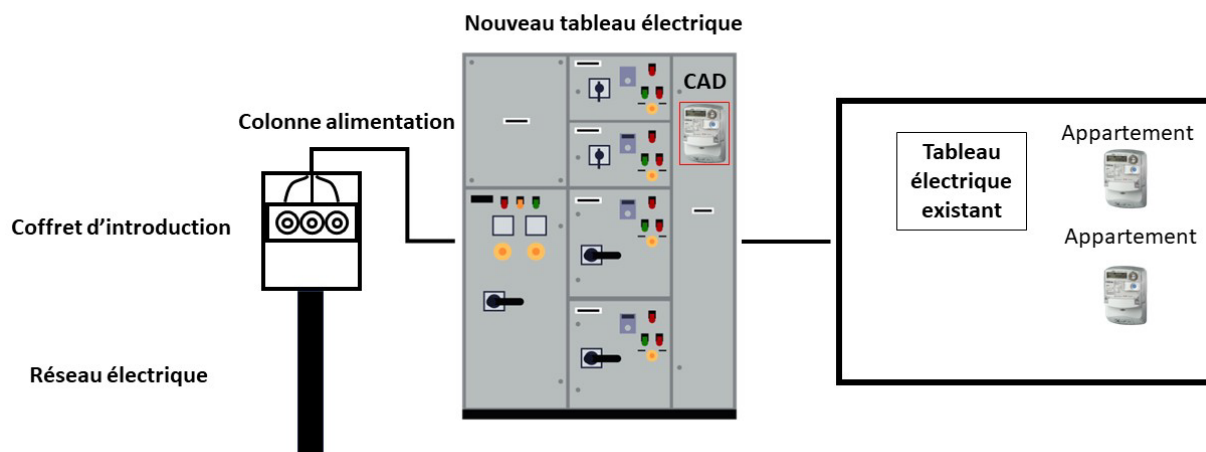 Nouveau tableau électrique
CAD
Colonne alimentation
Coffret d’introduction
Réseau électrique
Tableau
électrique
existant
Appartement
Appartement